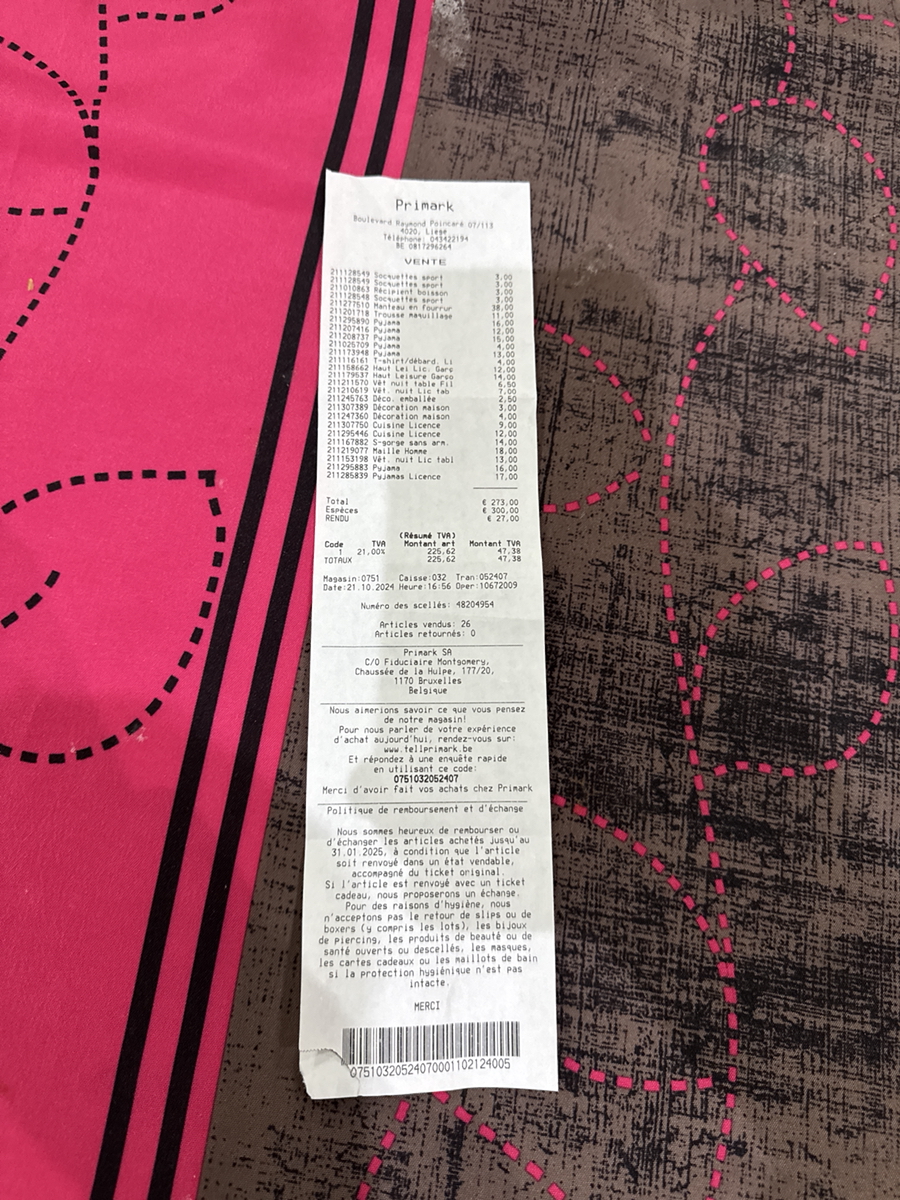 Primark
Boulevard Raymond Poincaré 07/113
4020, Liege
Téléphone: 043422194
BE 0817296264
VENTE
211128549 Socquettes sport 3,00
211128549 Socquettes sport 3,00
211010863 Récipient boisson 3,00
211128548 Socquettes sport 3,00
211277510 Manteau en fourrur 38,00
211201718 Trousse maquillage 11,00
211295890 Pyjama 16,00
211207416 Pyjama 12,00
211208737 Pyjama 15,00
211025709 Pyjama 4,00
211173948 Pyjama 13,00
211116161 T-shirt/débard. Li 4,00
211158662 Haut Lei Lic. Garc 12,00
211179537 Haut Leisure Garco 14,00
211211570 Vêt nuit table Fil 6,50
211210619 Vêt. nuit Lic tab 7,00
211245763 Déco. emballée 2,50
211307389 Décoration maison 3,00
211247360 Décoration maison 4,00
211307750 Cuisine Licence 9,00
211295446 Cuisine Licence 12,00
211167882 S-gorge sans arm. 14,00
211219077 Maille Homme 18,00
211153198 Vêt. nuit Lic tabl 13,00
211295883 Pyjama 16,00
211285839 Pyjamas Licence 17,00
Total € 273,00
Espèces € 300,00
RENDU € 27,00
(Résumé TVA)
Code TVA Montant art Montant TVA
1 21,00% 225,62 47,38
TOTAUX 225,62 47,38
Magasin:0751 Caisse:032 Tran:052407
Date:21.10.2024 Heure:16:56 Oper:10672009
Numéro des scellés: 48204954
Articles vendus: 26
Articles retournés: 0
Primark SA
C/O Fiduciaire Montgomery,
Chaussée de la Hulpe, 177/20,
1170 Bruxelles
Belgique
Nous aimerions savoir ce que vous pensez
de notre magasin!
Pour nous parler de votre expérience
d'achat aujourd'hui, rendez-vous sur:
www.tellprimark.be
Et répondez à une enquête rapide
en utilisant ce code:
0751032052407
Merci d'avoir fait vos achats chez Primark
Politique de remboursement et d'échange
Nous sommes heureux de rembourser ou
d'échanger les articles achetés jusqu'au
31.01.2025, à condition que l'article
soit renvoyé dans un état vendable,
accompagné du ticket original.
Si l'article est renvoyé avec un ticket
cadeau, nous proposerons un échange.
Pour des raisons d'hygiène, nous
n'acceptons pas le retour de slips ou de
boxers (y compris les lots), les bijoux
de piercing, les produits de beauté ou de
santé ouverts ou descellés, les masques,
les cartes cadeaux ou les maillots de bain
si la protection hygiénique n'est pas
intacte.
MERCI
07510320524070001102124005